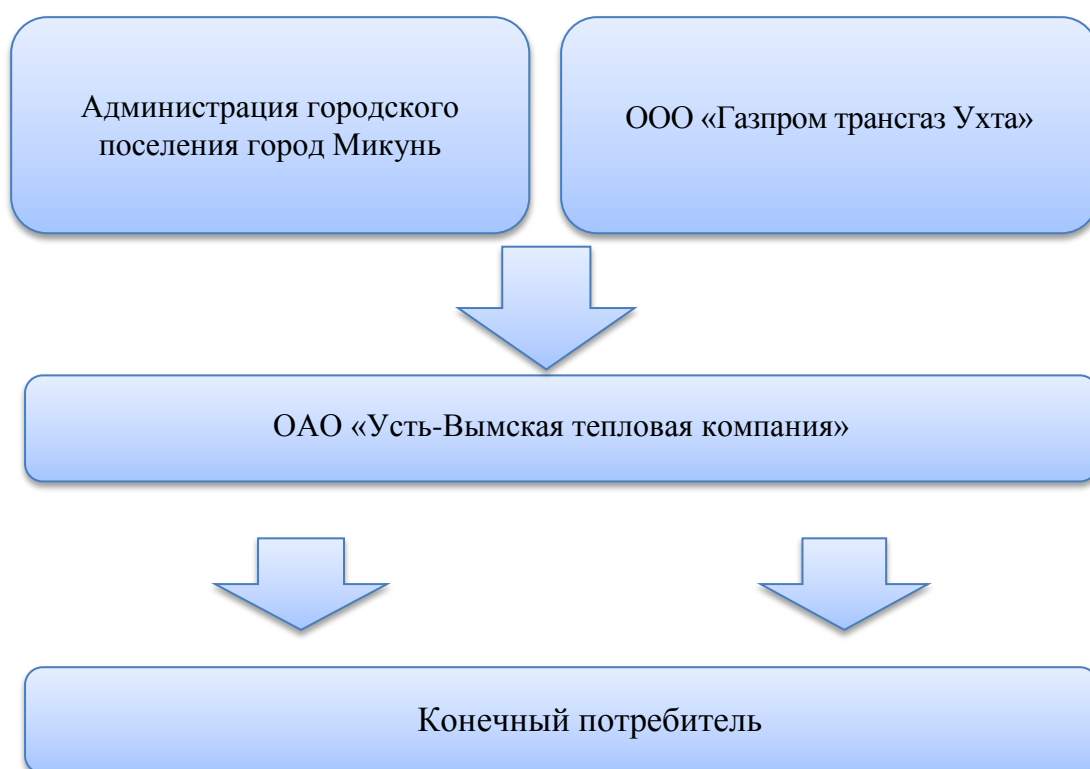 Администрация городского
поселения город Микунь
ООО «Газпром трансгаз Ухта»
ОАО «Усть-Вымская тепловая компания»
Конечный потребитель